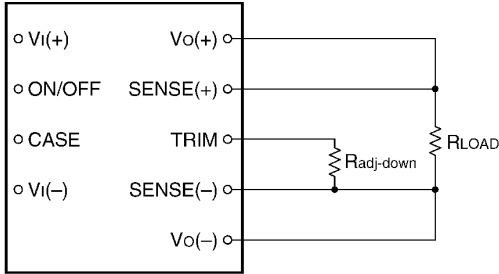 VI(+) VO(+)
ON/OFF SENSE(+)
CASE TRIM
RLOAD
Radj-down
VI(–) SENSE(–)
VO(–)